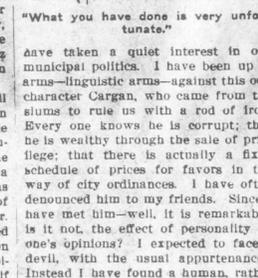 "What you have done is very unfo
tunate."
have taken a quiet interest in o
municipal politics. I have been up
arms—linguistic arms—against this o
character Cargan, who came from t
slums to rule us with a rod of iro
Every one knows he is corrupt; th
he is wealthy through the sale of pri
ilege; that there is actually a fix
schedule of prices for favors in t
way of city ordinances. I have oft
denounced him to my friends. Since
have met him—well, it is remarkab
is it not, the effect of personality
one's opinions? I expected to face
devil, with the usual appurtenanc
Instead I have found a human, rath